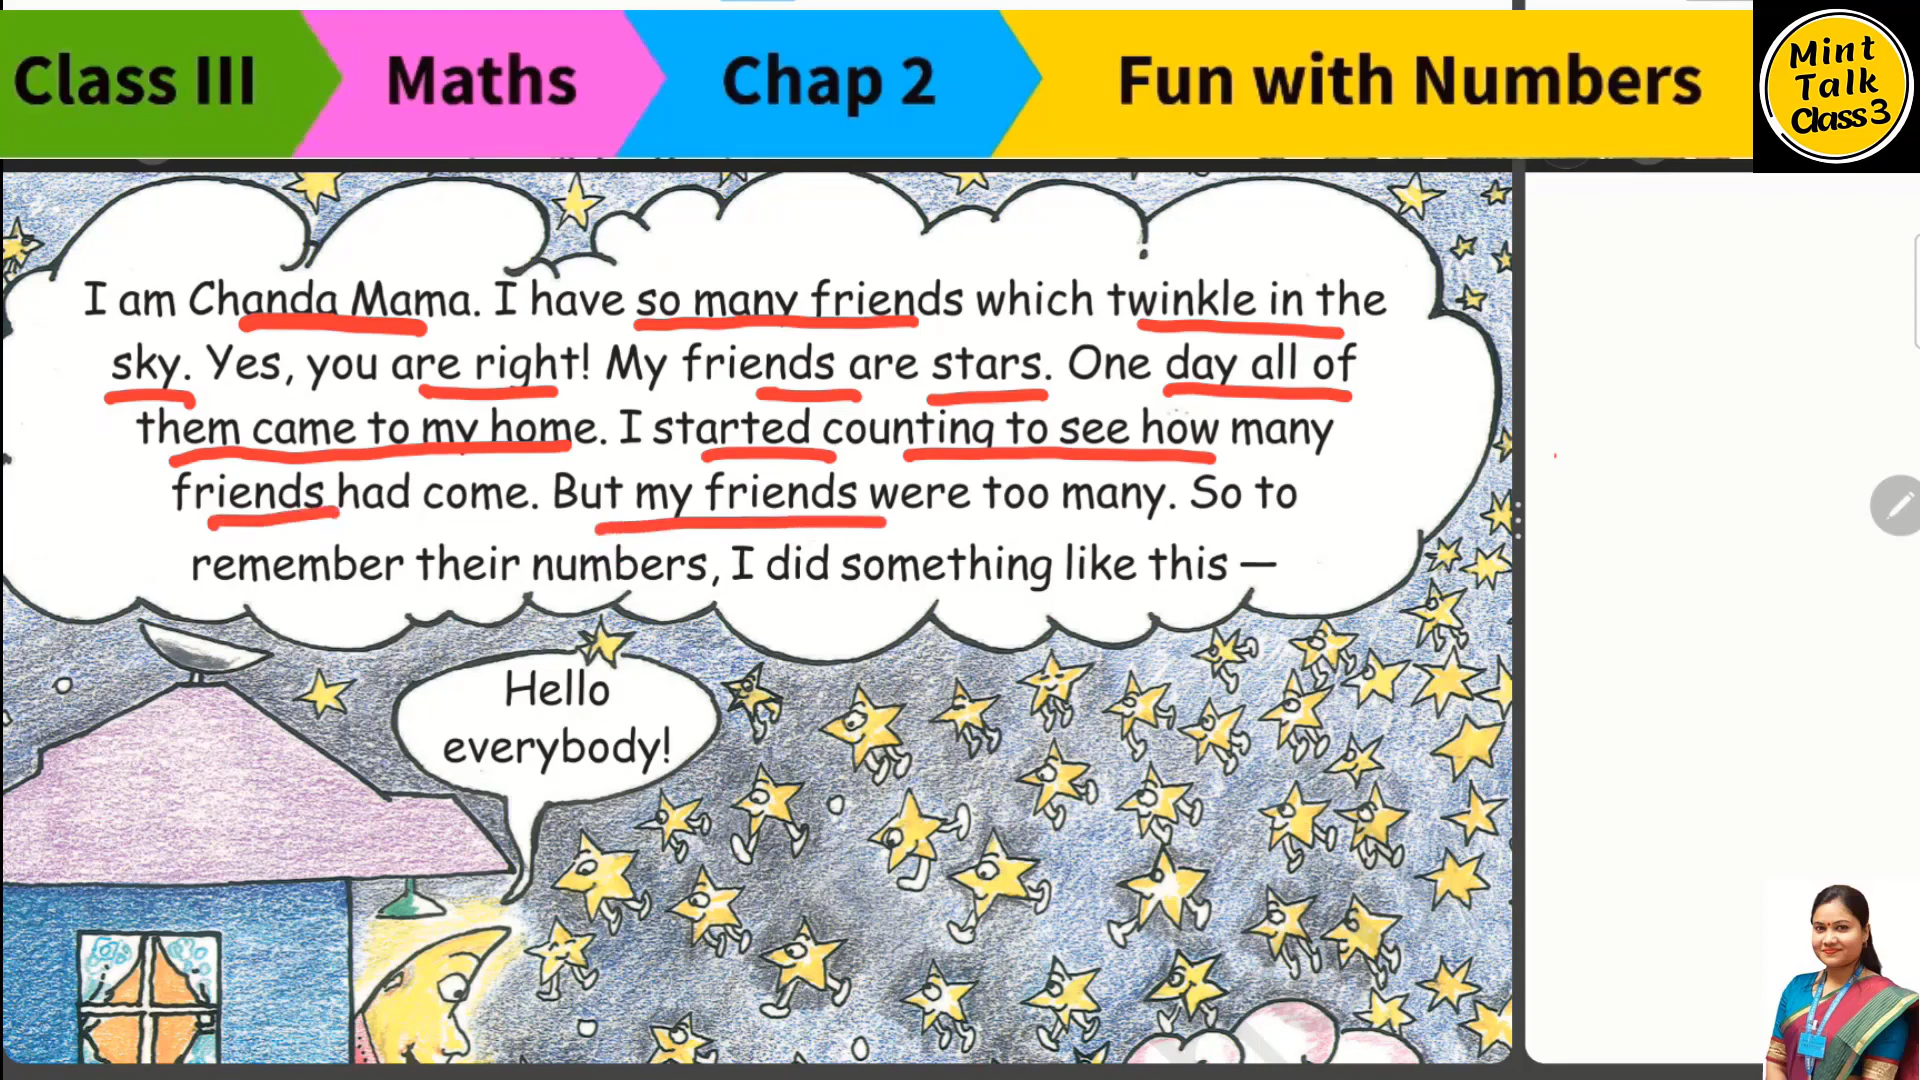 Class III
Maths
Chap 2
Fun with Numbers
Mint
Talk
Class 3
I am Chanda Mama. I have so many friends which twinkle in the
sky. Yes, you are right! My friends are stars. One day all of
them came to my home. I started counting to see how many
friends had come. But my friends were too many. So to
remember their numbers, I did something like this —
Hello
everybody!